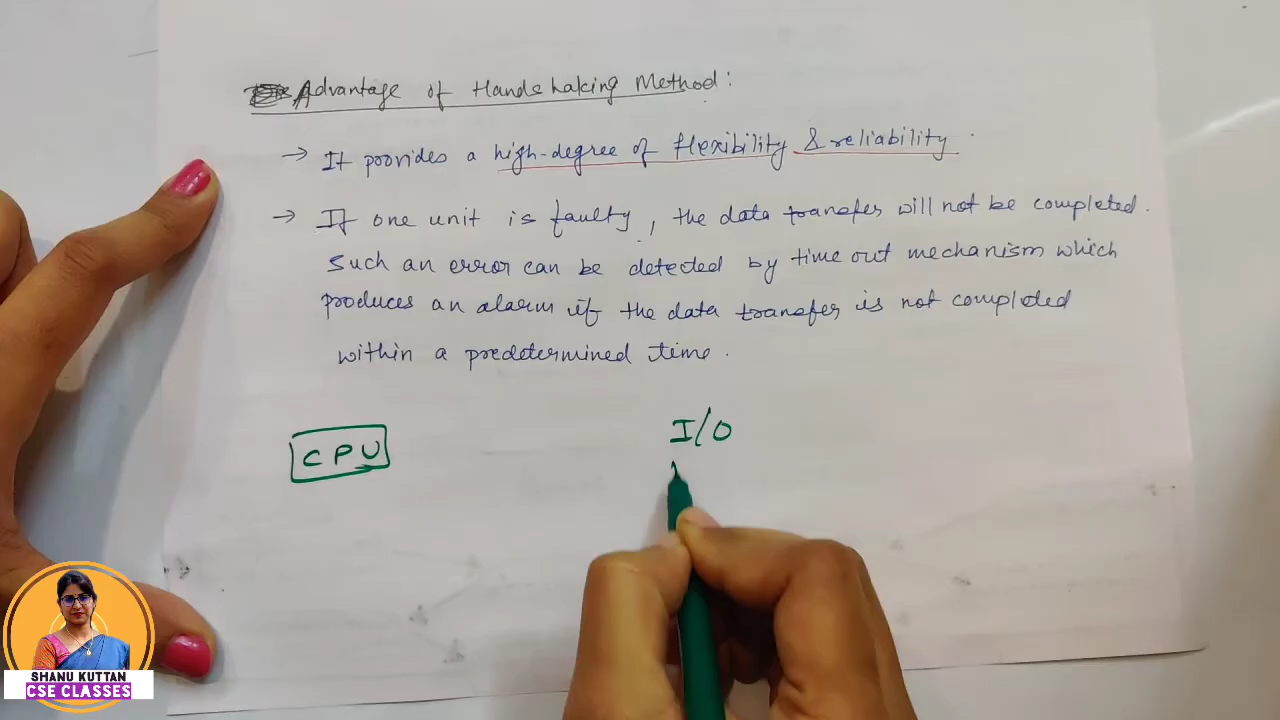 Advantage of Handshaking Method:
→ It provides a high-degree of flexibility & reliability.
→ If one unit is faulty, the data transfer will not be completed.
Such an error can be detected by time out mechanism which
produces an alarm if the data transfer is not completed
within a predetermined time.
CPU
I/O
SHANU KUTTAN
CSE CLASSES